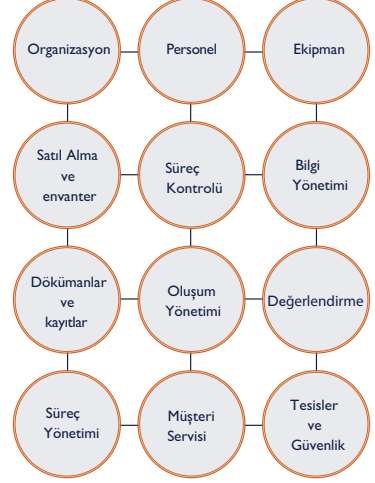 Organizasyon
Personel
Ekipman
Satıl Alma
ve
envanter
Süreç
Kontrolü
Bilgi
Yönetimi
Dökümanlar
ve
kayıtlar
Oluşum
Yönetimi
Değerlendirme
Süreç
Yönetimi
Müşteri
Servisi
Tesisler
ve
Güvenlik